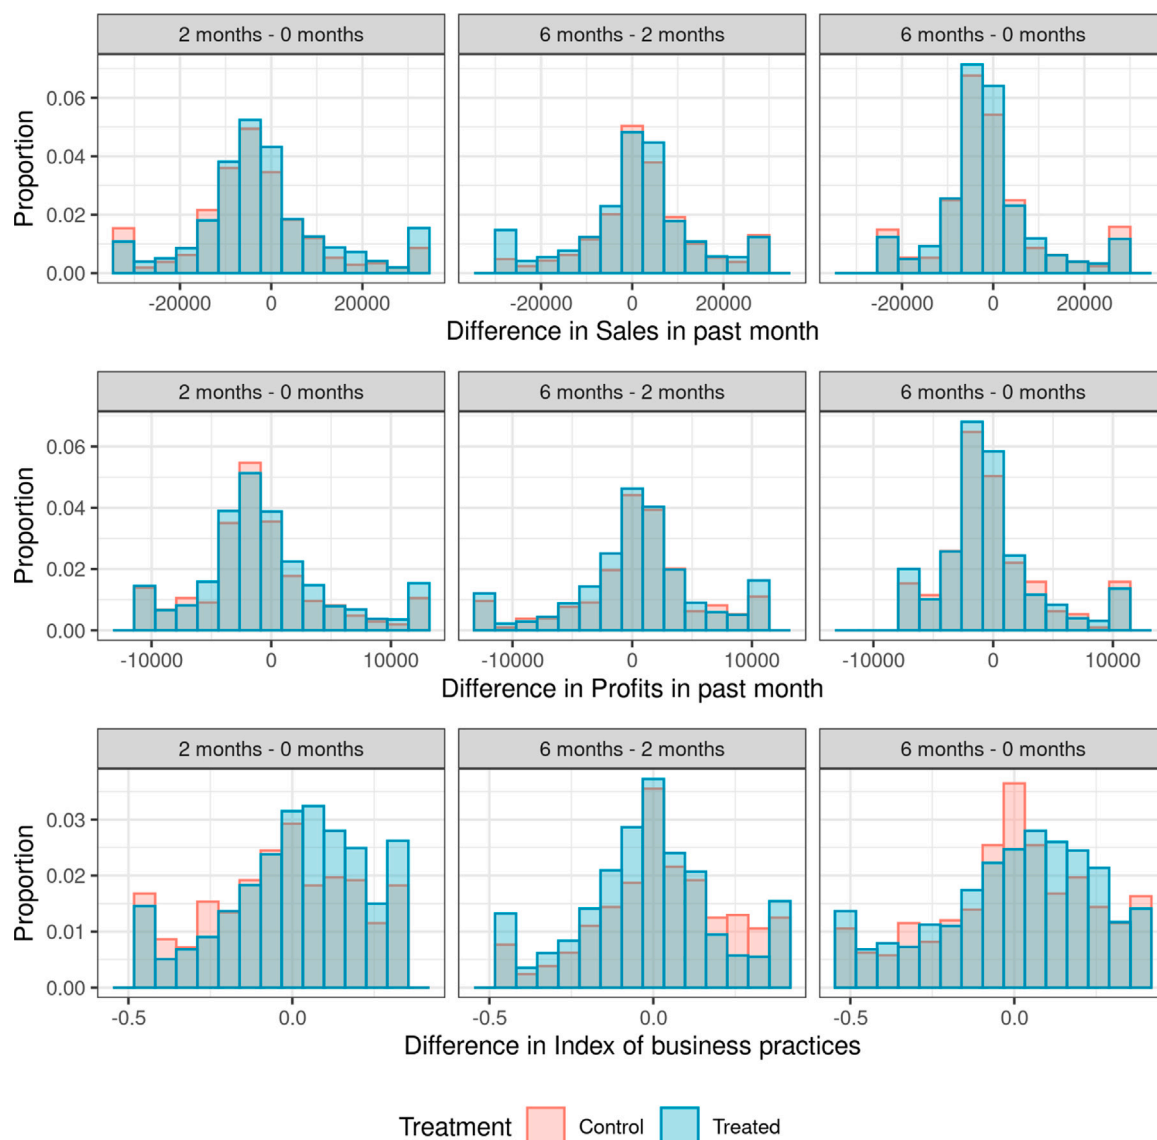 2 months - 0 months 6 months - 2 months 6 months - 0 months
Proportion
0.06
0.04
0.02
0.00
-20000 0 20000 -20000 0 20000 -20000 0 20000
Difference in Sales in past month
2 months - 0 months 6 months - 2 months 6 months - 0 months
Proportion
0.06
0.04
0.02
0.00
-10000 0 10000 -10000 0 10000 -10000 0 10000
Difference in Profits in past month
2 months - 0 months 6 months - 2 months 6 months - 0 months
Proportion
0.03
0.02
0.01
0.00
-0.5 0.0 -0.5 0.0 -0.5 0.0
Difference in Index of business practices
Treatment Control Treated